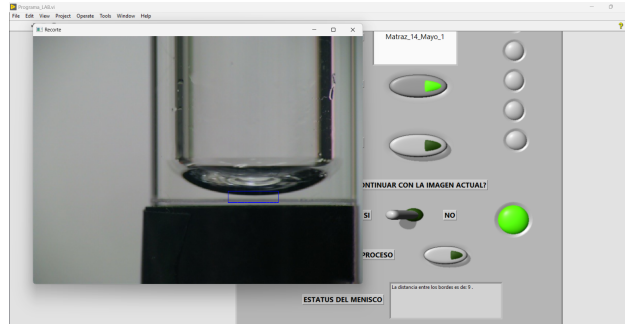 Programa_LAB.vi
File Edit View Project Operate Tools Window Help
Recorte
Matraz_14_Mayo_1
ONTINUAR CON LA IMAGEN ACTUAL?
SI
NO
PROCESO
ESTATUS DEL MENISCO
La distancia entre los bordes es de: 9 .